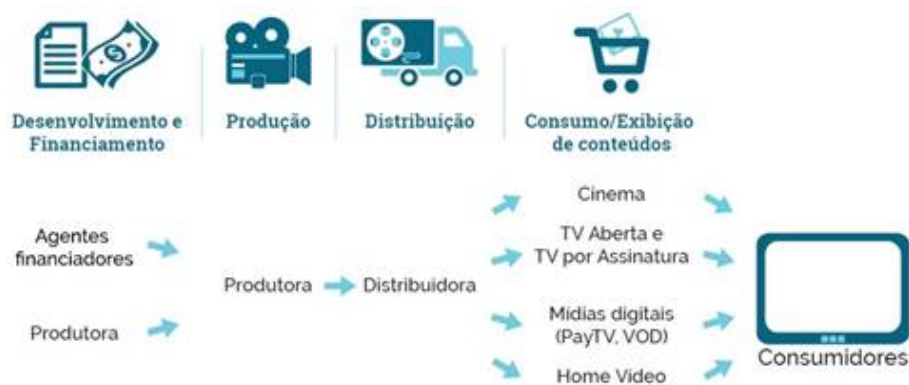 Desenvolvimento e
Financiamento
Produção
Distribuição
Consumo/Exibição
de conteúdos
Agentes
financiadores
Produtora
Produtora
Distribuidora
Cinema
TV Aberta e
TV por Assinatura
Mídias digitais
(PayTV, VOD)
Home Video
Consumidores